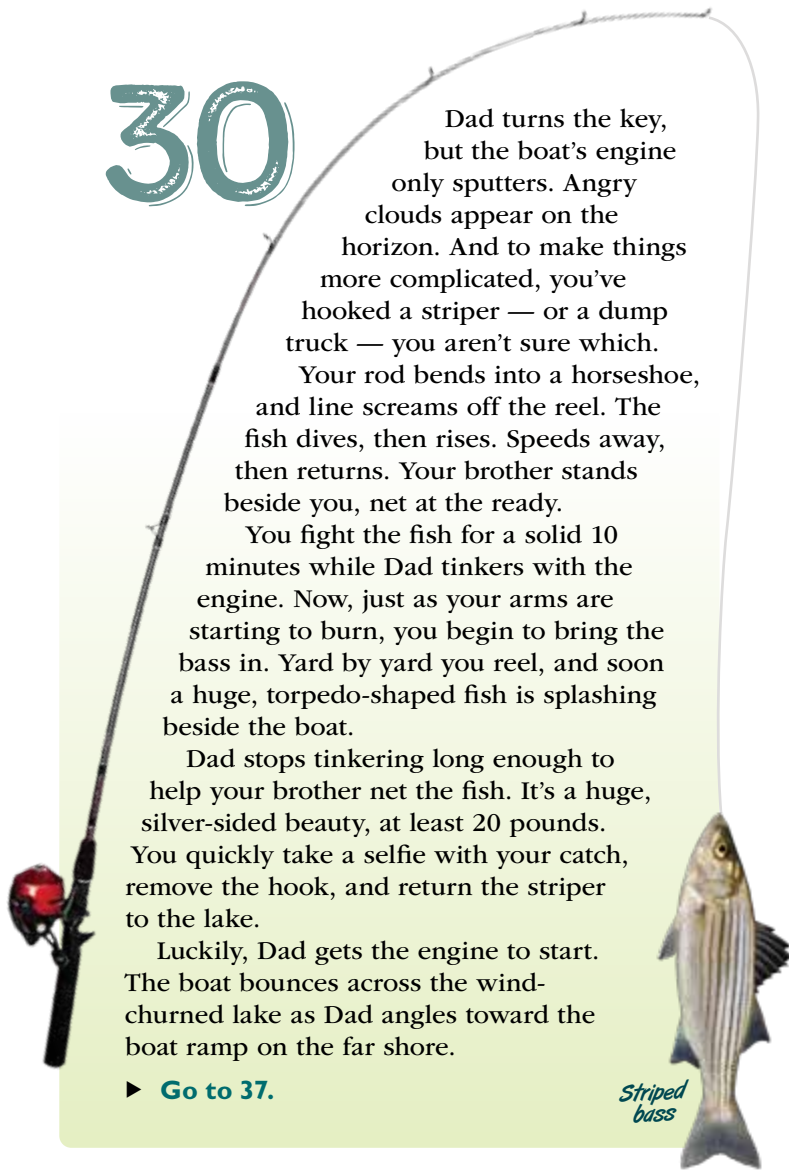 30
Dad turns the key,
but the boat’s engine
only sputters. Angry
clouds appear on the
horizon. And to make things
more complicated, you’ve
hooked a striper — or a dump
truck — you aren’t sure which.
Your rod bends into a horseshoe,
and line screams off the reel. The
fish dives, then rises. Speeds away,
then returns. Your brother stands
beside you, net at the ready.
You fight the fish for a solid 10
minutes while Dad tinkers with the
engine. Now, just as your arms are
starting to burn, you begin to bring the
bass in. Yard by yard you reel, and soon
a huge, torpedo-shaped fish is splashing
beside the boat.
Dad stops tinkering long enough to
help your brother net the fish. It’s a huge,
silver-sided beauty, at least 20 pounds.
You quickly take a selfie with your catch,
remove the hook, and return the striper
to the lake.
Luckily, Dad gets the engine to start.
The boat bounces across the wind-
churned lake as Dad angles toward the
boat ramp on the far shore.
▶ Go to 37.
Striped
bass